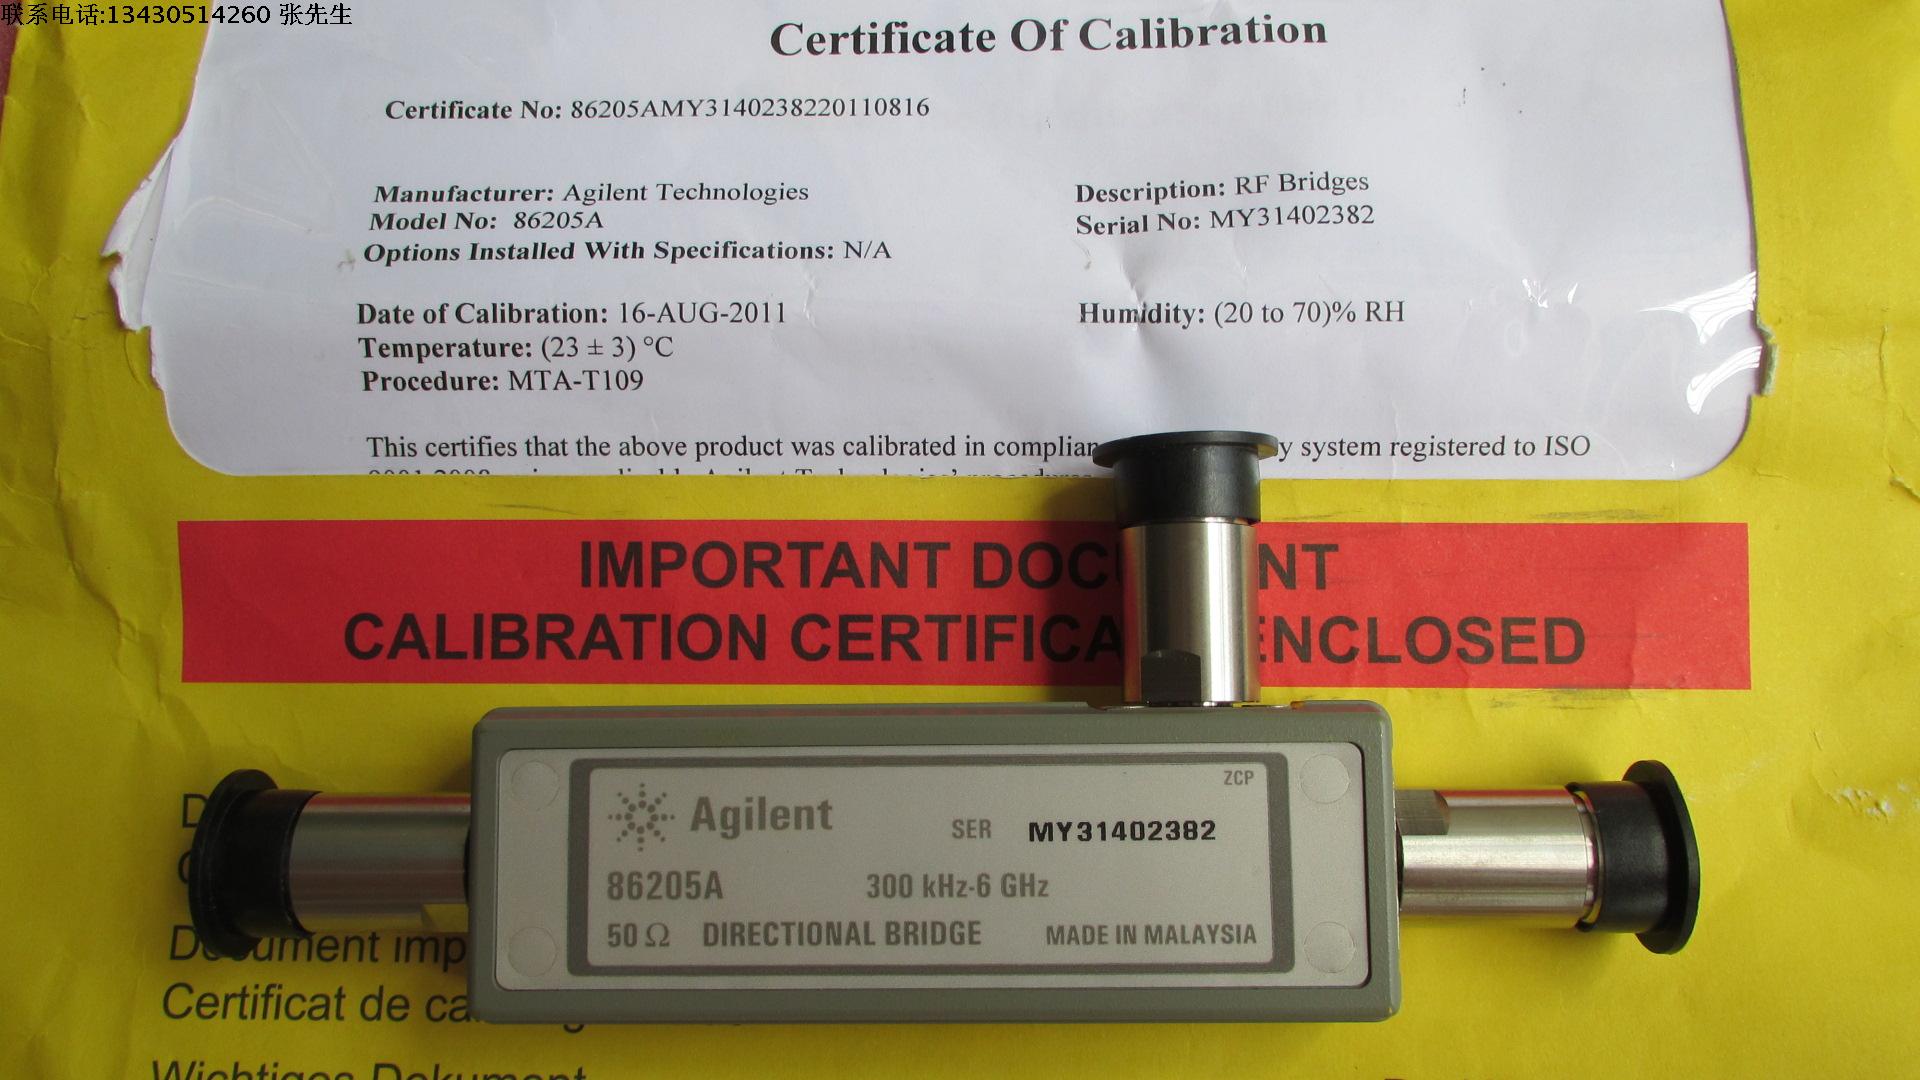 联系电话:13430514260 张先生
Certificate Of Calibration
Certificate No: 86205AMY3140238220110816
Manufacturer: Agilent Technologies
Model No: 86205A
Options Installed With Specifications: N/A
Description: RF Bridges
Serial No: MY31402382
Date of Calibration: 16-AUG-2011
Temperature: (23 ± 3) °C
Procedure: MTA-T109
Humidity: (20 to 70)% RH
This certifies that the above product was calibrated in complian y system registered to ISO
IMPORTANT DOC NT
CALIBRATION CERTIFICA ENCLOSED
ZCP
Agilent
SER MY31402382
86205A 300 kHz-6 GHz
50 Ω DIRECTIONAL BRIDGE MADE IN MALAYSIA
Document imp
Certificat de ca
Wichtiges Dokument